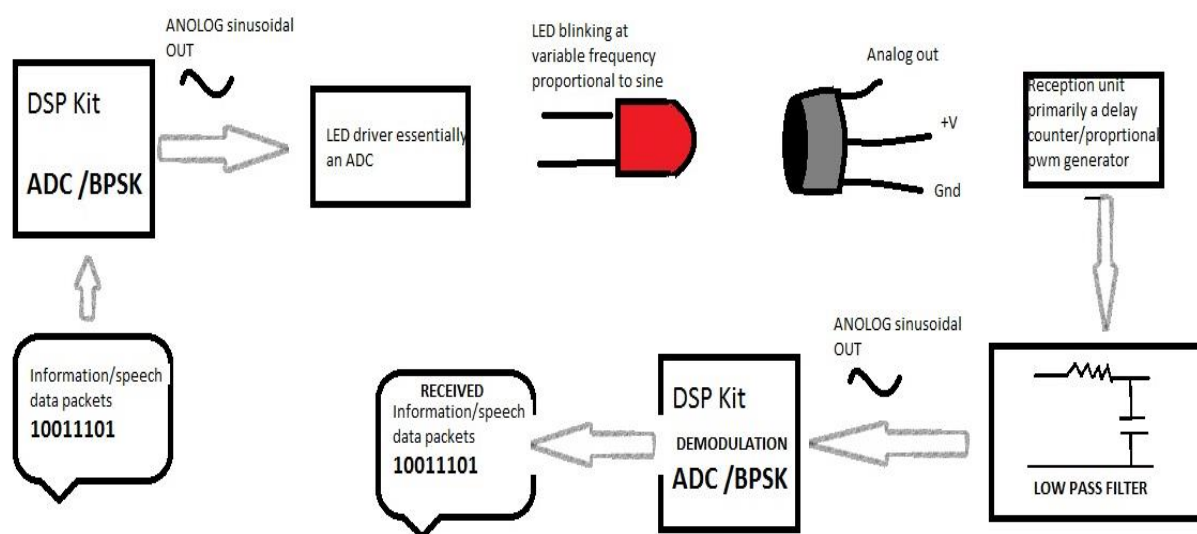 ANOLOG sinusoidal
OUT
DSP Kit
ADC /BPSK
LED driver essentially
an ADC
LED blinking at
variable frequency
proportional to sine
Analog out
+V
Gnd
Reception unit
primarily a delay
counter/proprtional
pwm generator
Information/speech
data packets
10011101
RECEIVED
Information/speech
data packets
10011101
DSP Kit
DEMODULATION
ADC /BPSK
ANOLOG sinusoidal
OUT
LOW PASS FILTER